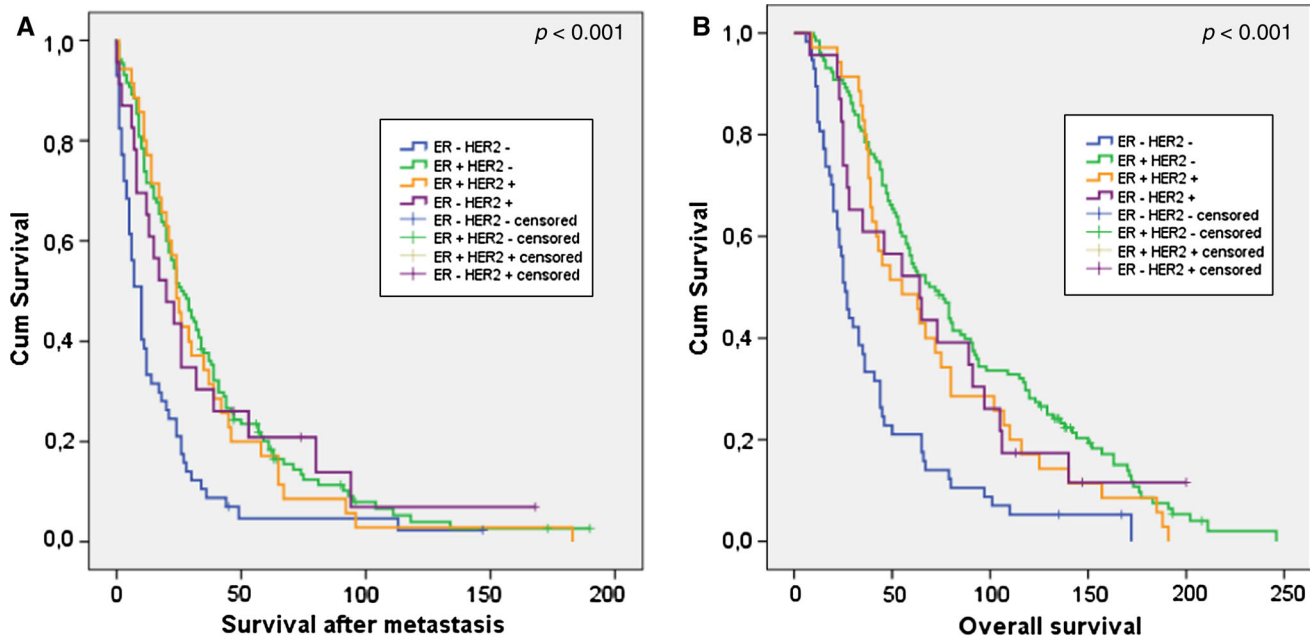 A
p < 0.001
Cum Survival
1,0
0,8
0,6
0,4
0,2
0,0
ER - HER2 -
ER + HER2 -
ER + HER2 +
ER - HER2 +
ER - HER2 - censored
ER + HER2 - censored
ER + HER2 + censored
ER - HER2 + censored
0 50 100 150 200
Survival after metastasis
B
p < 0.001
Cum Survival
1,0
0,8
0,6
0,4
0,2
0,0
ER - HER2 -
ER + HER2 -
ER + HER2 +
ER - HER2 +
ER - HER2 - censored
ER + HER2 - censored
ER + HER2 + censored
ER - HER2 + censored
0 50 100 150 200 250
Overall survival